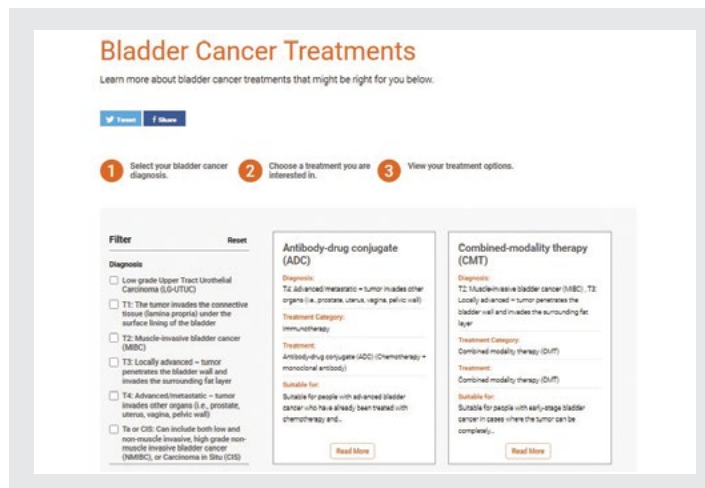 Bladder Cancer Treatments
Learn more about bladder cancer treatments that might be right for you below.
Tweet
f Share
1
Select your bladder cancer
diagnosis.
2
Choose a treatment you are
interested in.
3
View your treatment options.
Filter
Reset
Diagnosis
Low grade Upper Tract Urothelial
Carcinoma (LG-UTUC)
T1: The tumor invades the connective
tissue (lamina propria) under the
surface lining of the bladder
T2: Muscle-invasive bladder cancer
(MIBC)
T3: Locally advanced – tumor
penetrates the bladder wall and
invades the surrounding fat layer
T4: Advanced/metastatic – tumor
invades other organs (i.e., prostate,
uterus, vagina, pelvic wall)
Ta or CIS: Can include both low and
non-muscle invasive, high grade non-
muscle invasive bladder cancer
(NMIBC), or Carcinoma in Situ (CIS)
Antibody-drug conjugate
(ADC)
Diagnosis:
T4: Advanced/metastatic – tumor invades other
organs (i.e., prostate, uterus, vagina, pelvic wall)
Treatment Category:
Immunotherapy
Treatment:
Antibody-drug conjugate (ADC) (Chemotherapy +
monoclonal antibody)
Suitable for:
Suitable for people with advanced bladder
cancer who have already been treated with
chemotherapy and...
Read More
Combined-modality therapy
(CMT)
Diagnosis:
T2: Muscle-invasive bladder cancer (MIBC) , T3:
Locally advanced – tumor penetrates the
bladder wall and invades the surrounding fat
layer
Treatment Category:
Combined modality therapy (CMT)
Treatment:
Combined modality therapy (CMT)
Suitable for:
Suitable for people with early-stage bladder
cancer in cases where the tumor can be
completely...
Read More